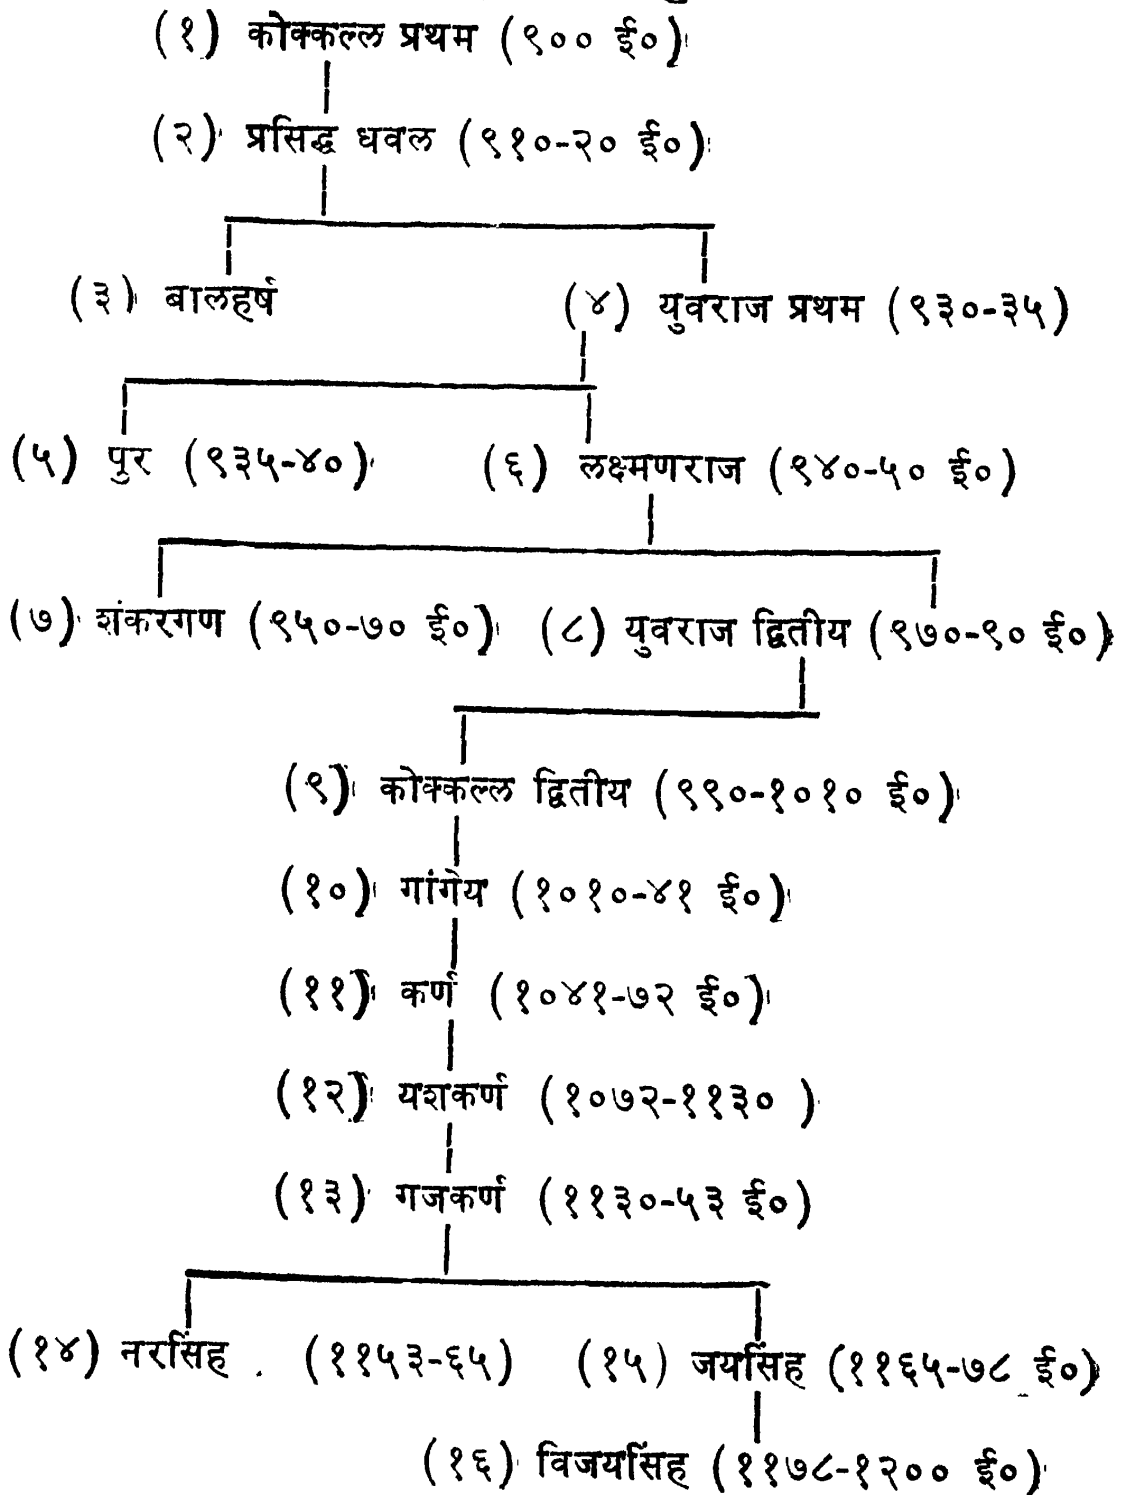 (१) कोक्कल्ल प्रथम (९०० ई०)
(२) प्रसिद्ध धवल (९१०-२० ई०)
(३) बालहर्ष (४) युवराज प्रथम (९३०-३५)
(५) पुर (९३५-४०) (६) लक्ष्मणराज (९४०-५० ई०)
(७) शंकरगण (९५०-७० ई०) (८) युवराज द्वितीय (९७०-९० ई०)
(९) कोक्कल्ल द्वितीय (९९०-१०१० ई०)
(१०) गांगेय (१०१०-४१ ई०)
(११) कर्ण (१०४१-७२ ई०)
(१२) यशकर्ण (१०७२-११३० )
(१३) गजकर्ण (११३०-५३ ई०)
(१४) नरसिंह . (११५३-६५) (१५) जयसिंह (११६५-७८ ई०)
(१६) विजयसिंह (११७८-१२०० ई०)